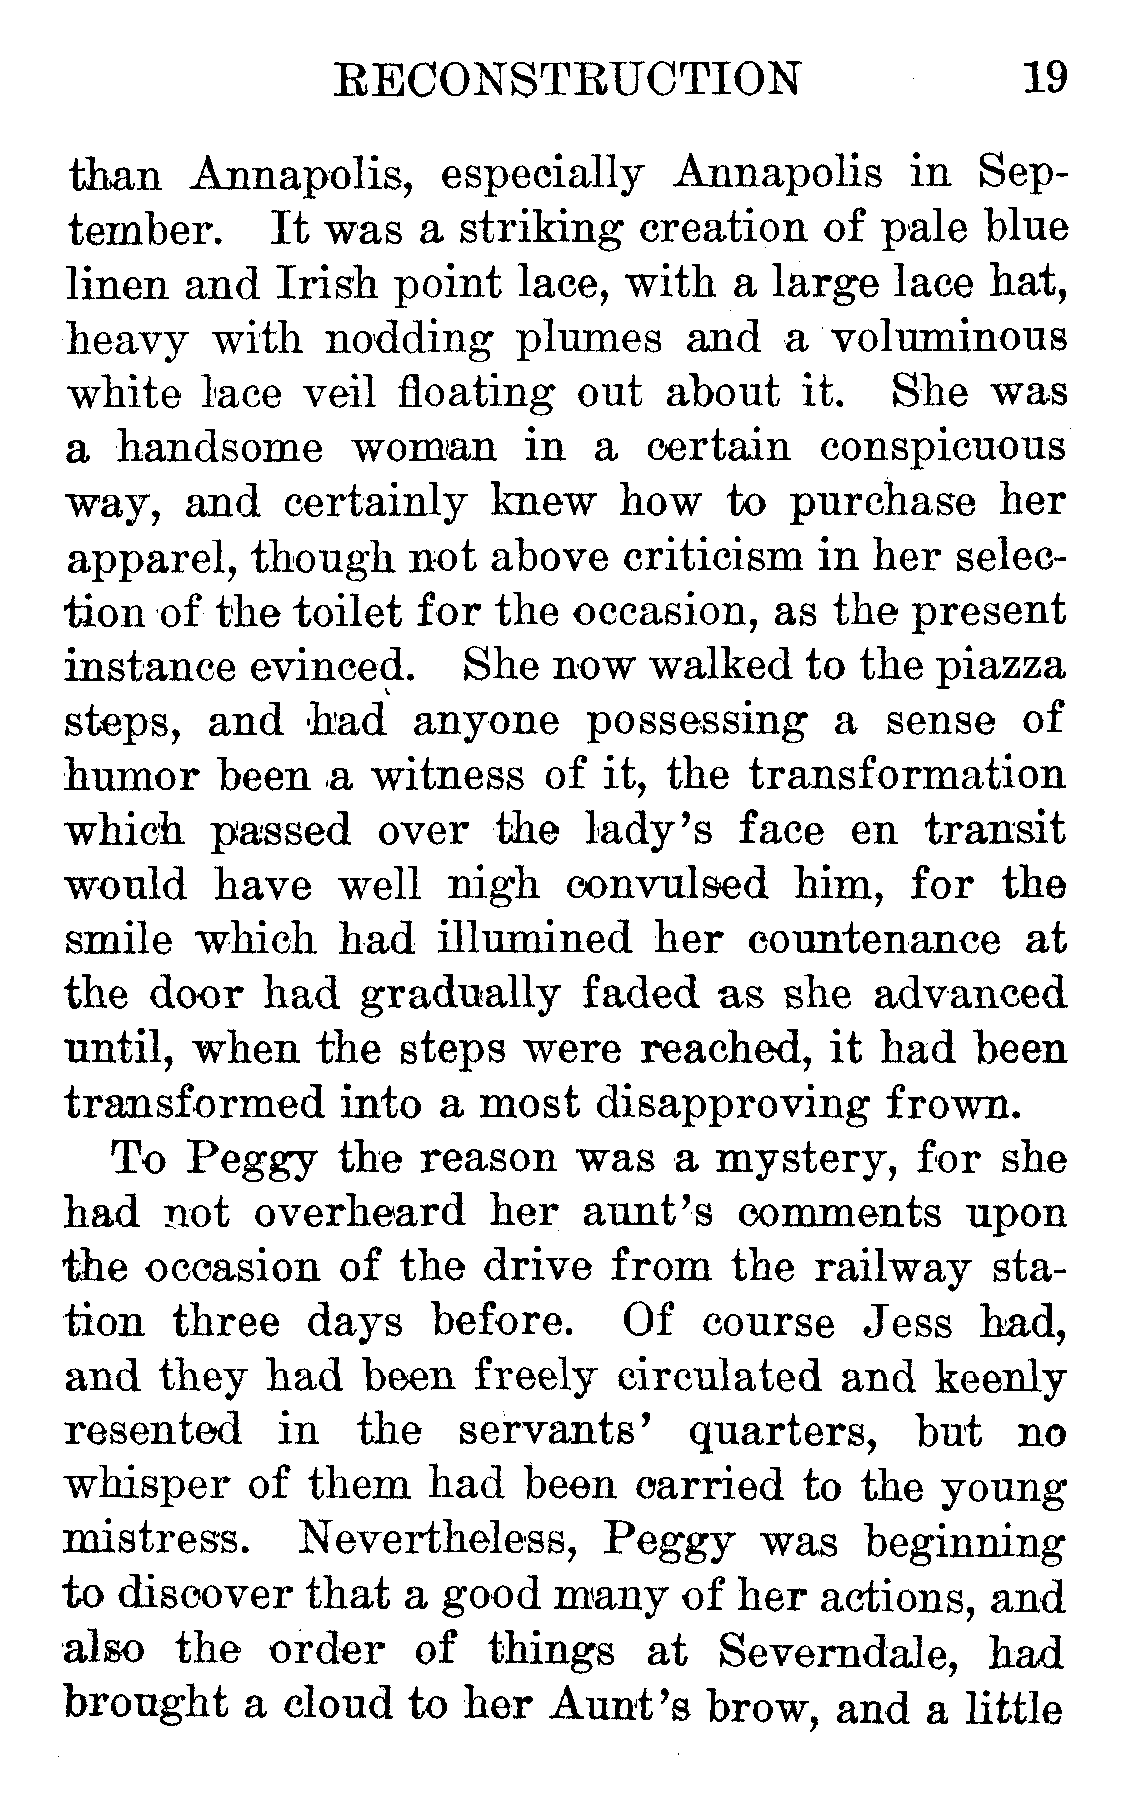 RECONSTRUCTION 19
than Annapolis, especially Annapolis in Sep-
tember. It was a striking creation of pale blue
linen and Irish point lace, with a large lace hat,
heavy with nodding plumes and a voluminous
white lace veil floating out about it. She was
a handsome woman in a certain conspicuous
way, and certainly knew how to purchase her
apparel, though not above criticism in her selec-
tion of the toilet for the occasion, as the present
instance evinced. She now walked to the piazza
steps, and had anyone possessing a sense of
humor been a witness of it, the transformation
which passed over the lady's face en transit
would have well nigh convulsed him, for the
smile which had illumined her countenance at
the door had gradually faded as she advanced
until, when the steps were reached, it had been
transformed into a most disapproving frown.
To Peggy the reason was a mystery, for she
had not overheard her aunt's comments upon
the occasion of the drive from the railway sta-
tion three days before. Of course Jess had,
and they had been freely circulated and keenly
resented in the servants' quarters, but no
whisper of them had been carried to the young
mistress. Nevertheless, Peggy was beginning
to discover that a good many of her actions, and
also the order of things at Severndale, had
brought a cloud to her Aunt's brow, and a little